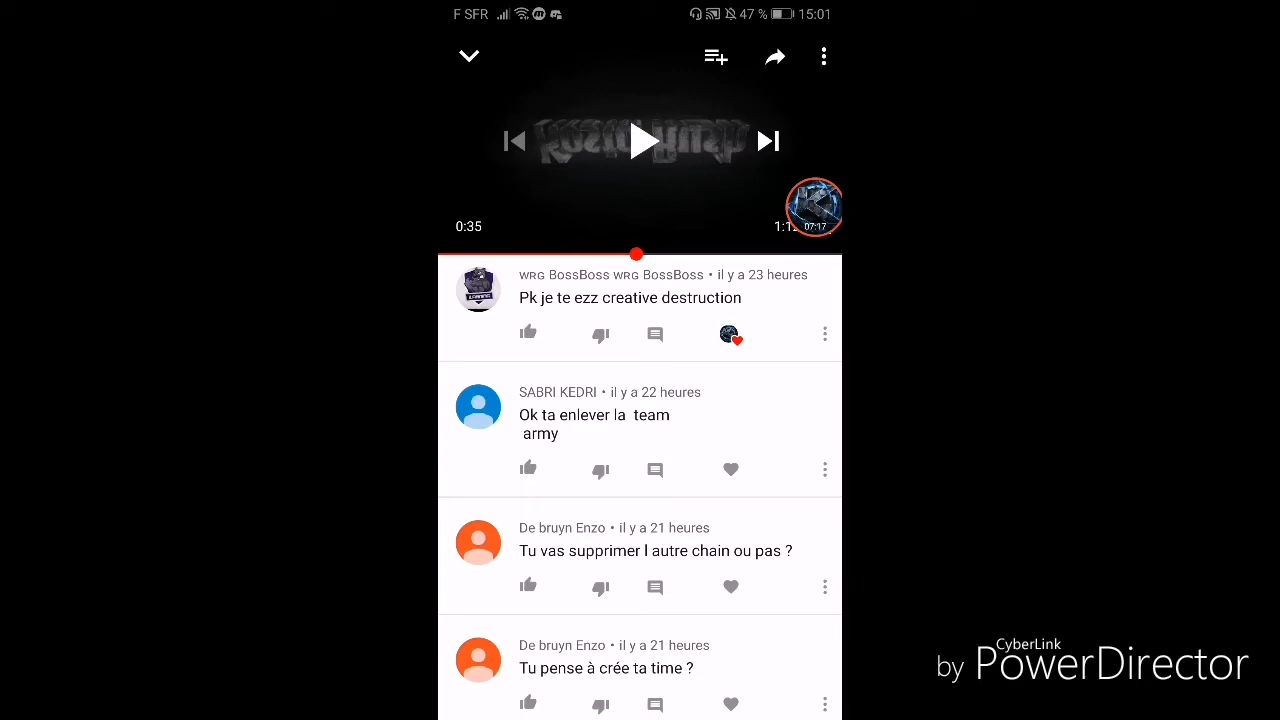 F SFR 47 % 15:01
0:35
07:17
WRG BossBoss WRG BossBoss • il y a 23 heures
Pk je te ezz creative destruction
SABRI KEDRI • il y a 22 heures
Ok ta enlever la team
army
De bruyn Enzo • il y a 21 heures
Tu vas supprimer l autre chain ou pas ?
De bruyn Enzo • il y a 21 heures
Tu pense à crée ta time ?
CyberLink
by PowerDirector